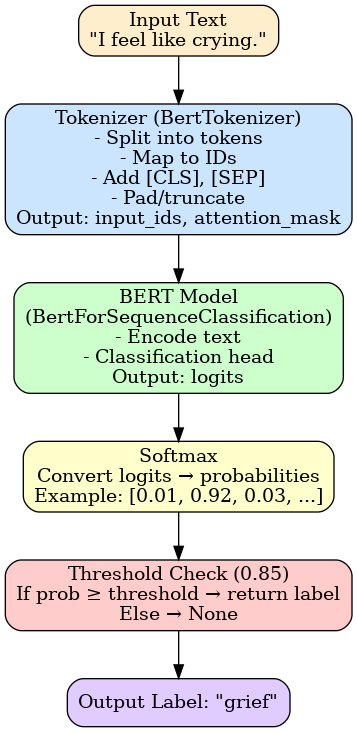 Input Text
"I feel like crying."
Tokenizer (BertTokenizer)
- Split into tokens
- Map to IDs
- Add [CLS], [SEP]
- Pad/truncate
Output: input_ids, attention_mask
BERT Model
(BertForSequenceClassification)
- Encode text
- Classification head
Output: logits
Softmax
Convert logits → probabilities
Example: [0.01, 0.92, 0.03, ...]
Threshold Check (0.85)
If prob ≥ threshold → return label
Else → None
Output Label: "grief"